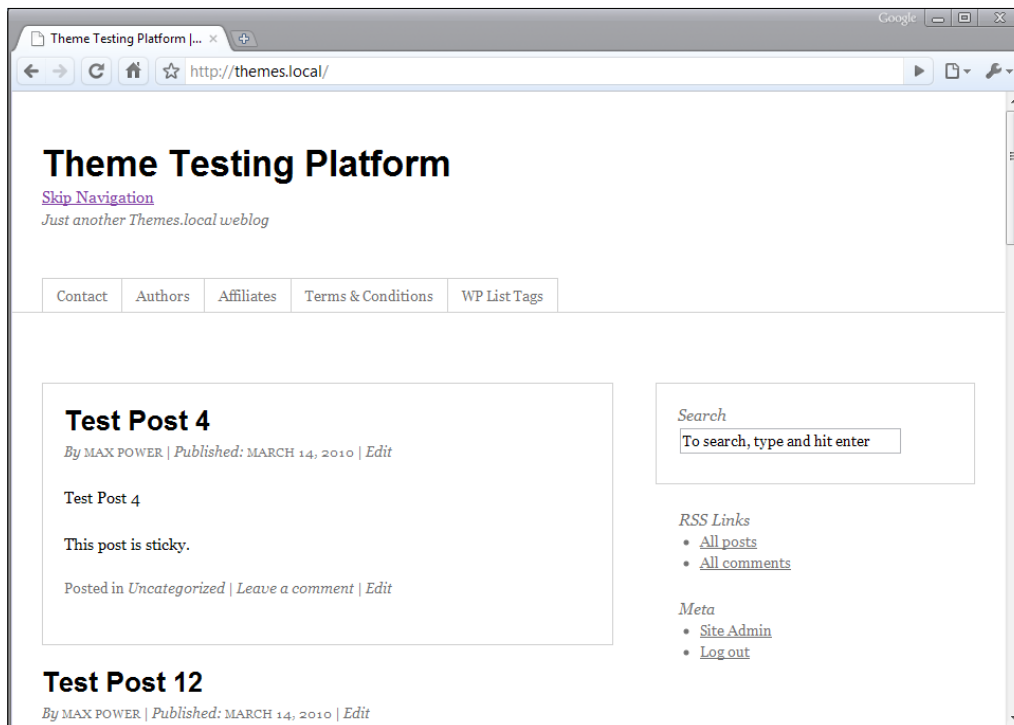 Google
Theme Testing Platform |...
http://themes.local/
Theme Testing Platform
Skip Navigation
Just another Themes.local weblog
Contact Authors Affiliates Terms & Conditions WP List Tags
Test Post 4
By MAX POWER | Published: MARCH 14, 2010 | Edit
Test Post 4
This post is sticky.
Posted in Uncategorized | Leave a comment | Edit
Test Post 12
By MAX POWER | Published: MARCH 14, 2010 | Edit
Search
To search, type and hit enter
RSS Links
All posts
All comments
Meta
Site Admin
Log out